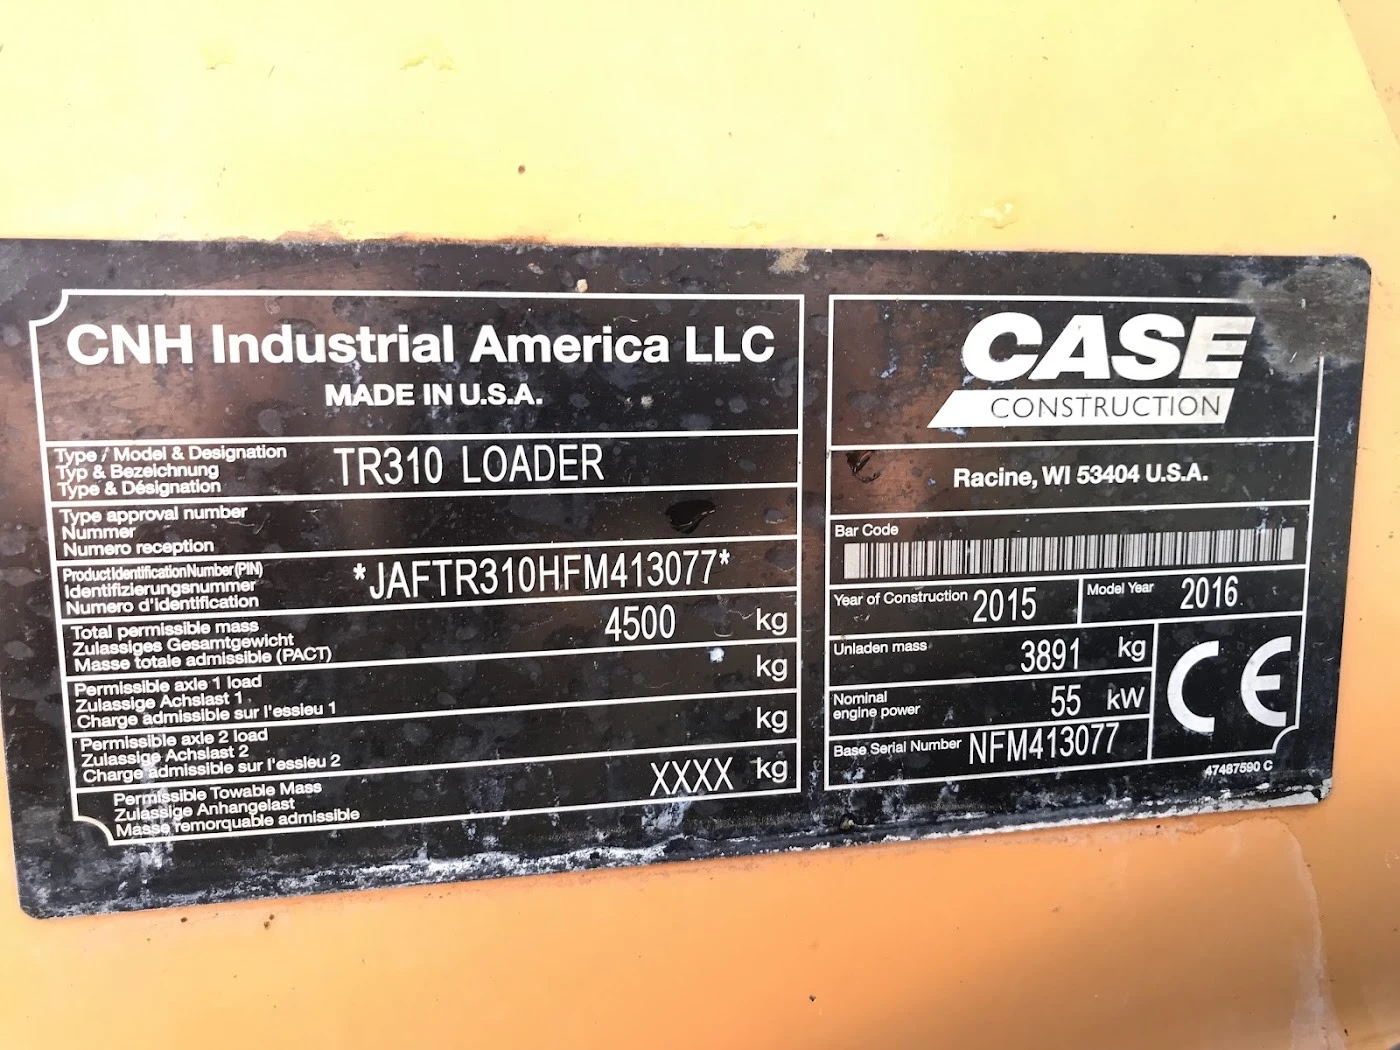 CNH Industrial America LLC
MADE IN U.S.A.
Type / Model & Designation
Typ & Bezeichnung
Type & Désignation
TR310 LOADER
Type approval number
Nummer
Numero reception
Product Identification Number (PIN)
Identifizierungsnummer
Numero d'identification
*JAFTR310HFM413077*
Total permissible mass
Zulassiges Gesamtgewicht
Masse totale admissible (PACT)
4500 kg
Permissible axle 1 load
Zulassige Achslast 1
Charge admissible sur l'essieu 1
kg
Permissible axle 2 load
Zulassige Achslast 2
Charge admissible sur l'essieu 2
kg
Permissible Towable Mass
Zulassige Anhangelast
Masse remorquable admissible
XXXX kg
CASE
CONSTRUCTION
Racine, WI 53404 U.S.A.
Bar Code
Year of Construction 2015
Model Year 2016
Unladen mass 3891 kg
Nominal
engine power 55 kW
Base Serial Number NFM413077
CE
47487590 C